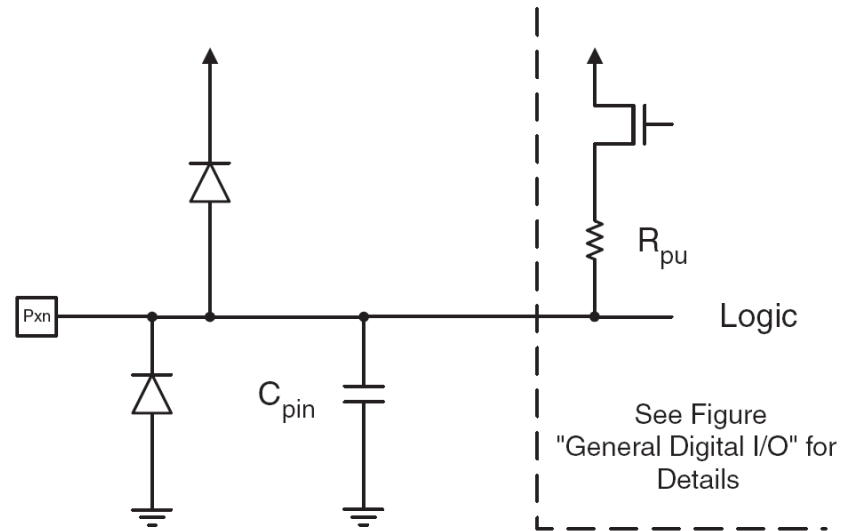 Pxn
C pin
R pu
Logic
See Figure
"General Digital I/O" for
Details